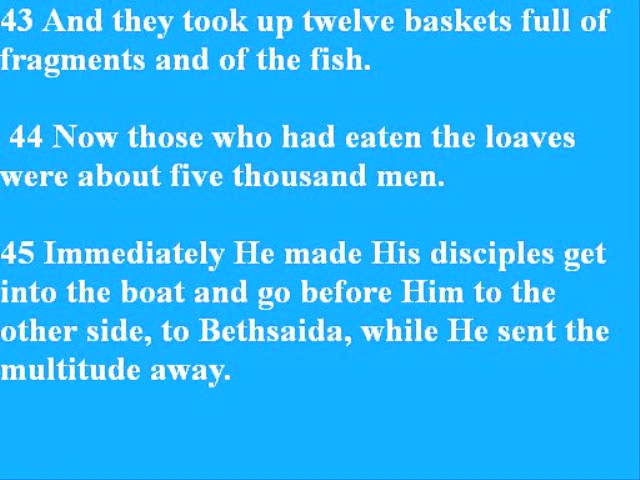 43 And they took up twelve baskets full of
fragments and of the fish.
44 Now those who had eaten the loaves
were about five thousand men.
45 Immediately He made His disciples get
into the boat and go before Him to the
other side, to Bethsaida, while He sent the
multitude away.